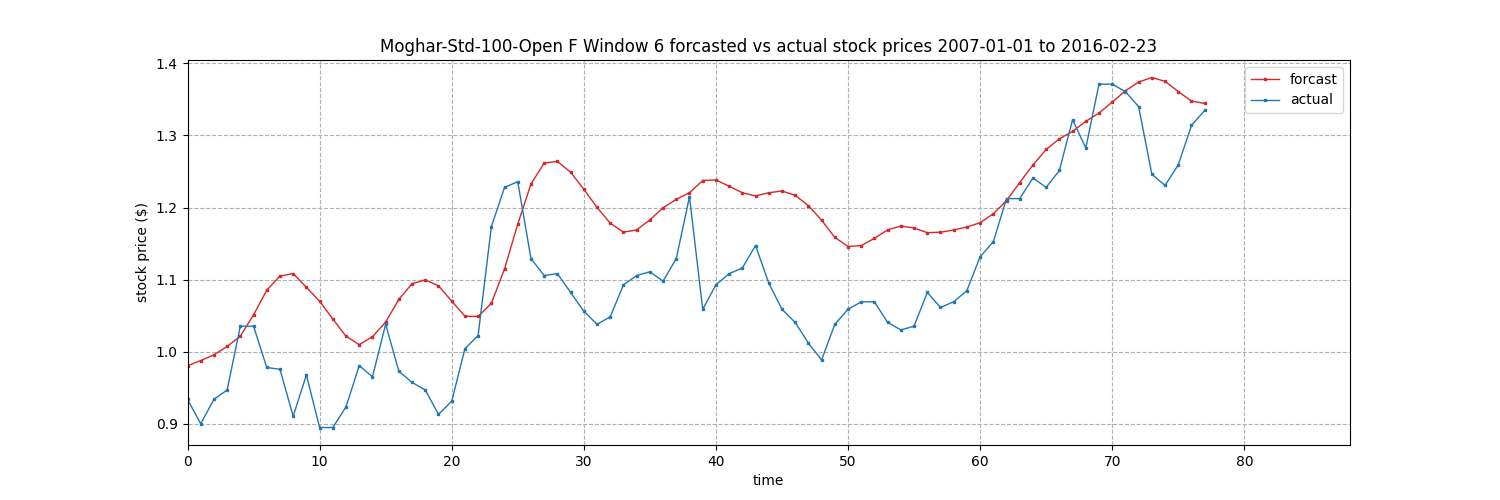 Moghar-Std-100-Open F Window 6 forcasted vs actual stock prices 2007-01-01 to 2016-02-23
forcast
actual
stock price ($)
1.4
1.3
1.2
1.1
1.0
0.9
0 10 20 30 40 50 60 70 80
time